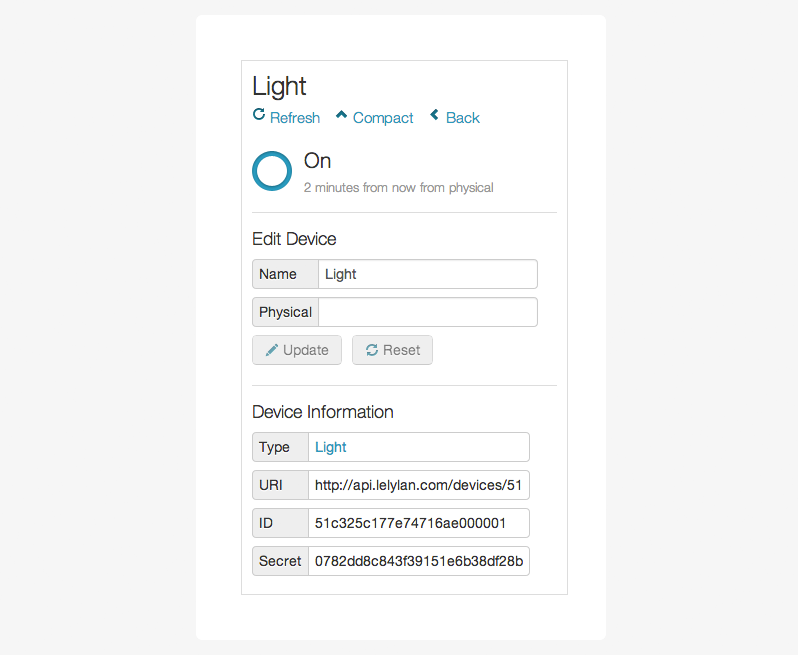 Light
Refresh Compact Back
On
2 minutes from now from physical
Edit Device
Name Light
Physical
Update Reset
Device Information
Type Light
URI http://api.lelylan.com/devices/51
ID 51c325c177e74716ae000001
Secret 0782dd8c843f39151e6b38df28b